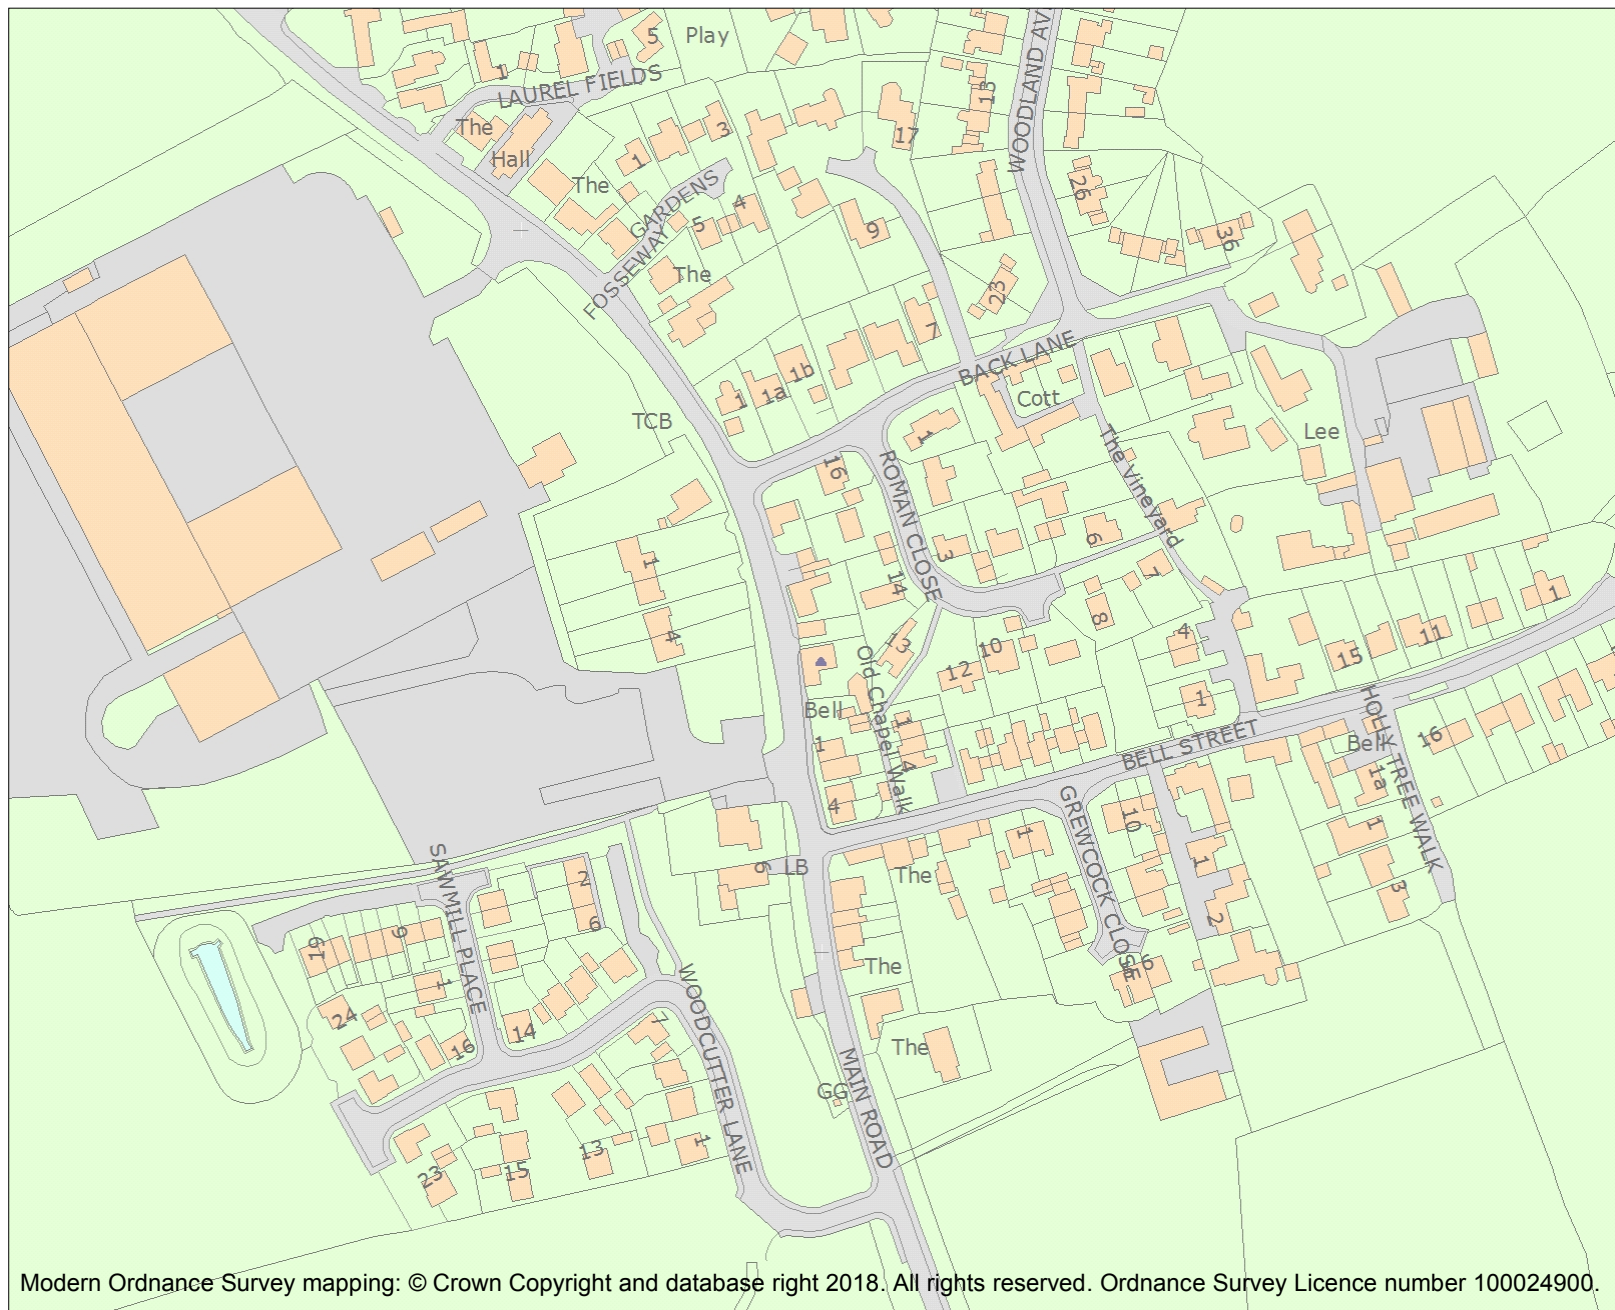 5
Play
WOODLAND AV
1
LAUREL FIELDS
13
The
3
17
Hall
1
The
26
GARDENS
4
5
9
36
FOSSEWAY
The
23
7
BACK LANE
1b
1a
1
Cott
TCB
1
Lee
The Vineyard
16
ROMAN CLOSE
6
3
1
7
14
8
1
4
4
13
10
11
15
12
Old Chapel Walk
1
Bell
1
HOLLY TREE WALK
BELL STREET
1
4
16
Bell
1a
GREWCOCK CLOSE
4
10
1
1
SAWMILL PLACE
9
LB
The
1
2
3
6
2
9
19
The
6
1
WOODCUTTER LANE
24
14
7
16
The
MAIN ROAD
GG
1
13
15
23
Modern Ordnance Survey mapping: © Crown Copyright and database right 2018. All rights reserved. Ordnance Survey Licence number 100024900.